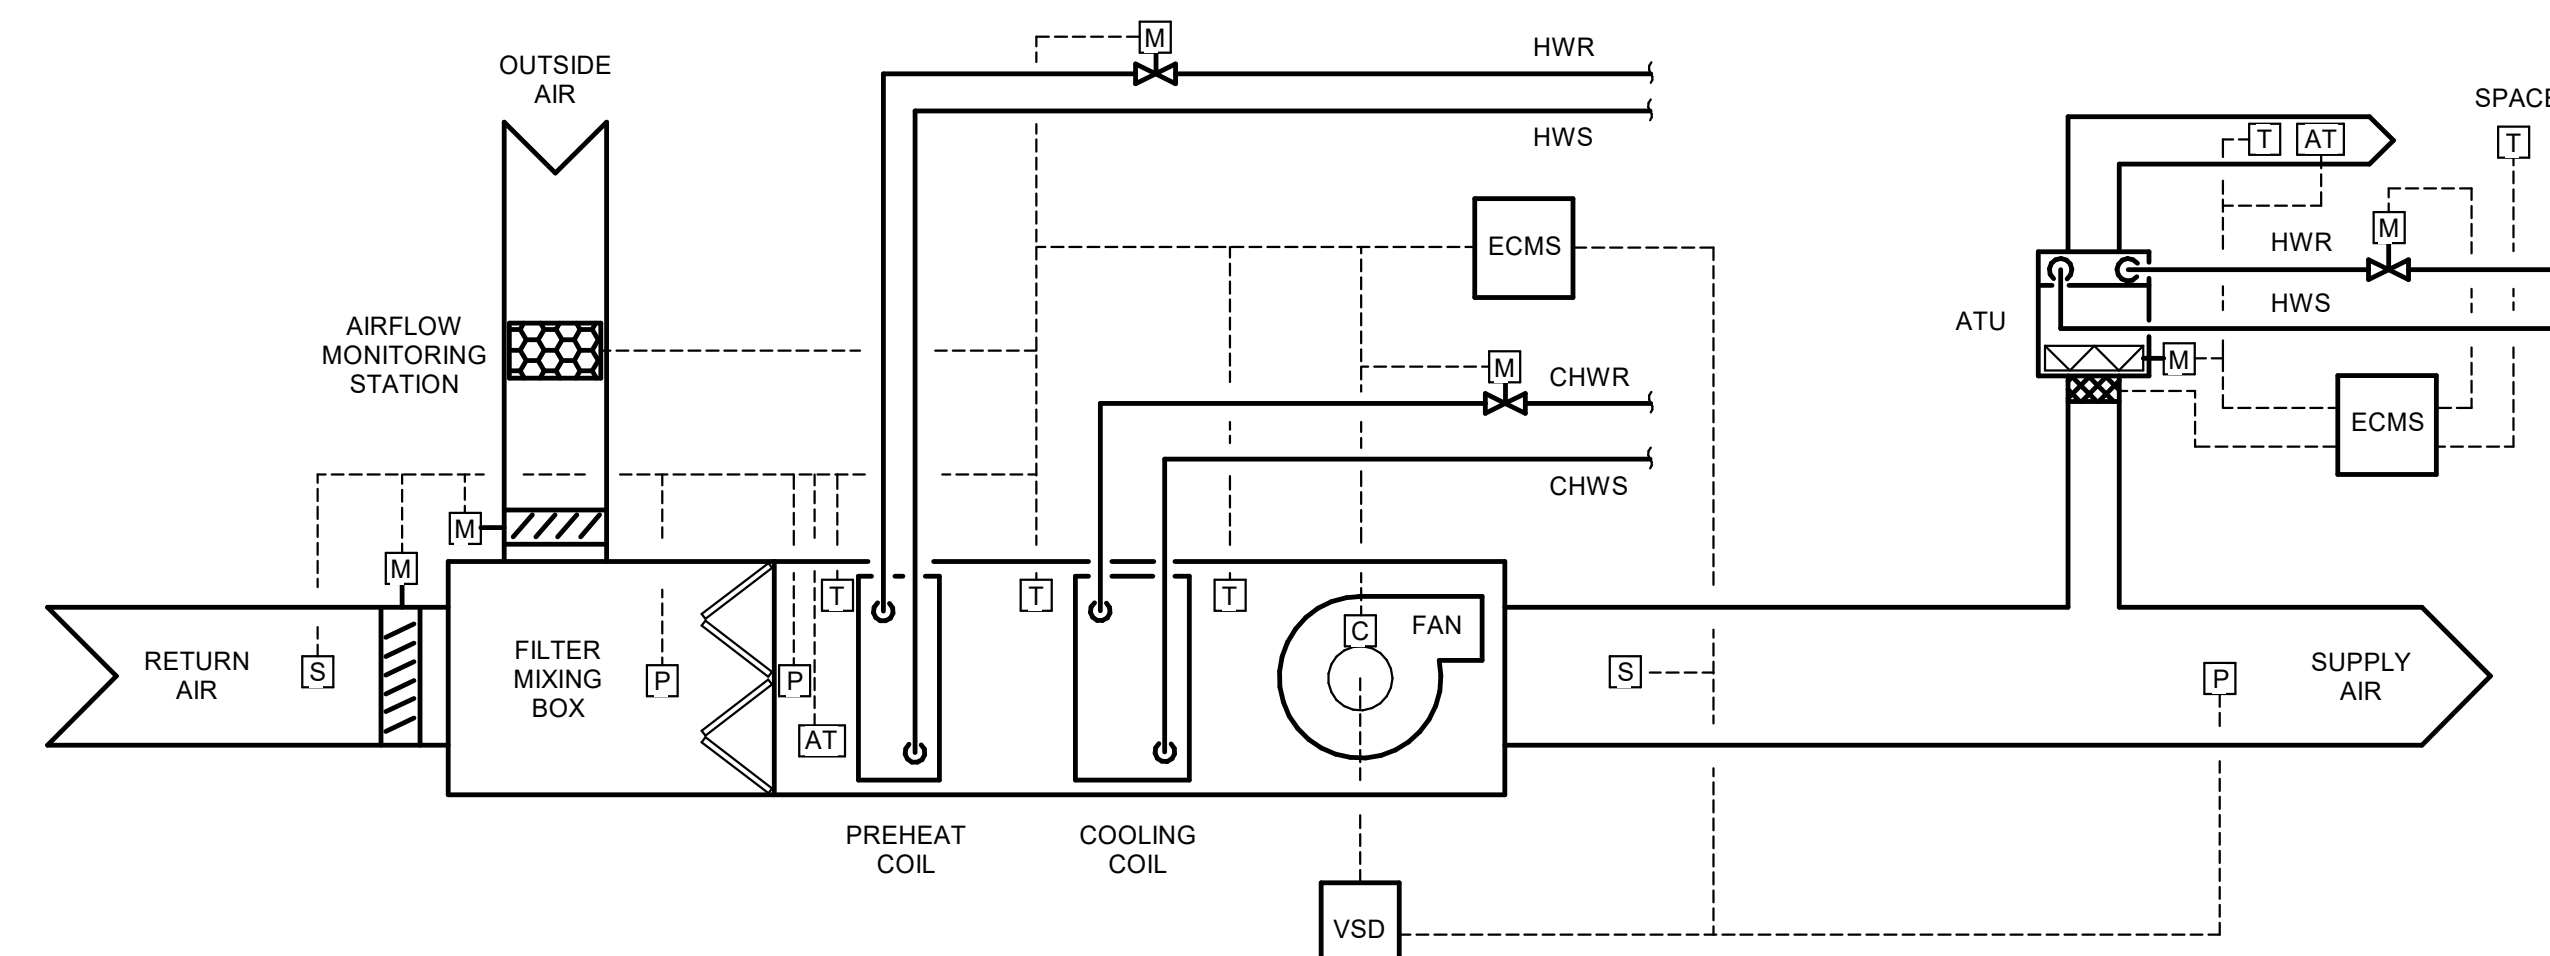 M
HWR
OUTSIDE
AIR
SPACE
HWS
T
AT
T
M
ECMS
HWR
HWS
ATU
AIRFLOW
MONITORING
STATION
M
M
CHWR
ECMS
CHWS
M
M
T
T
T
C
FAN
RETURN
AIR
S
FILTER
MIXING
BOX
P
P
AT
S
P
SUPPLY
AIR
PREHEAT
COIL
COOLING
COIL
VSD